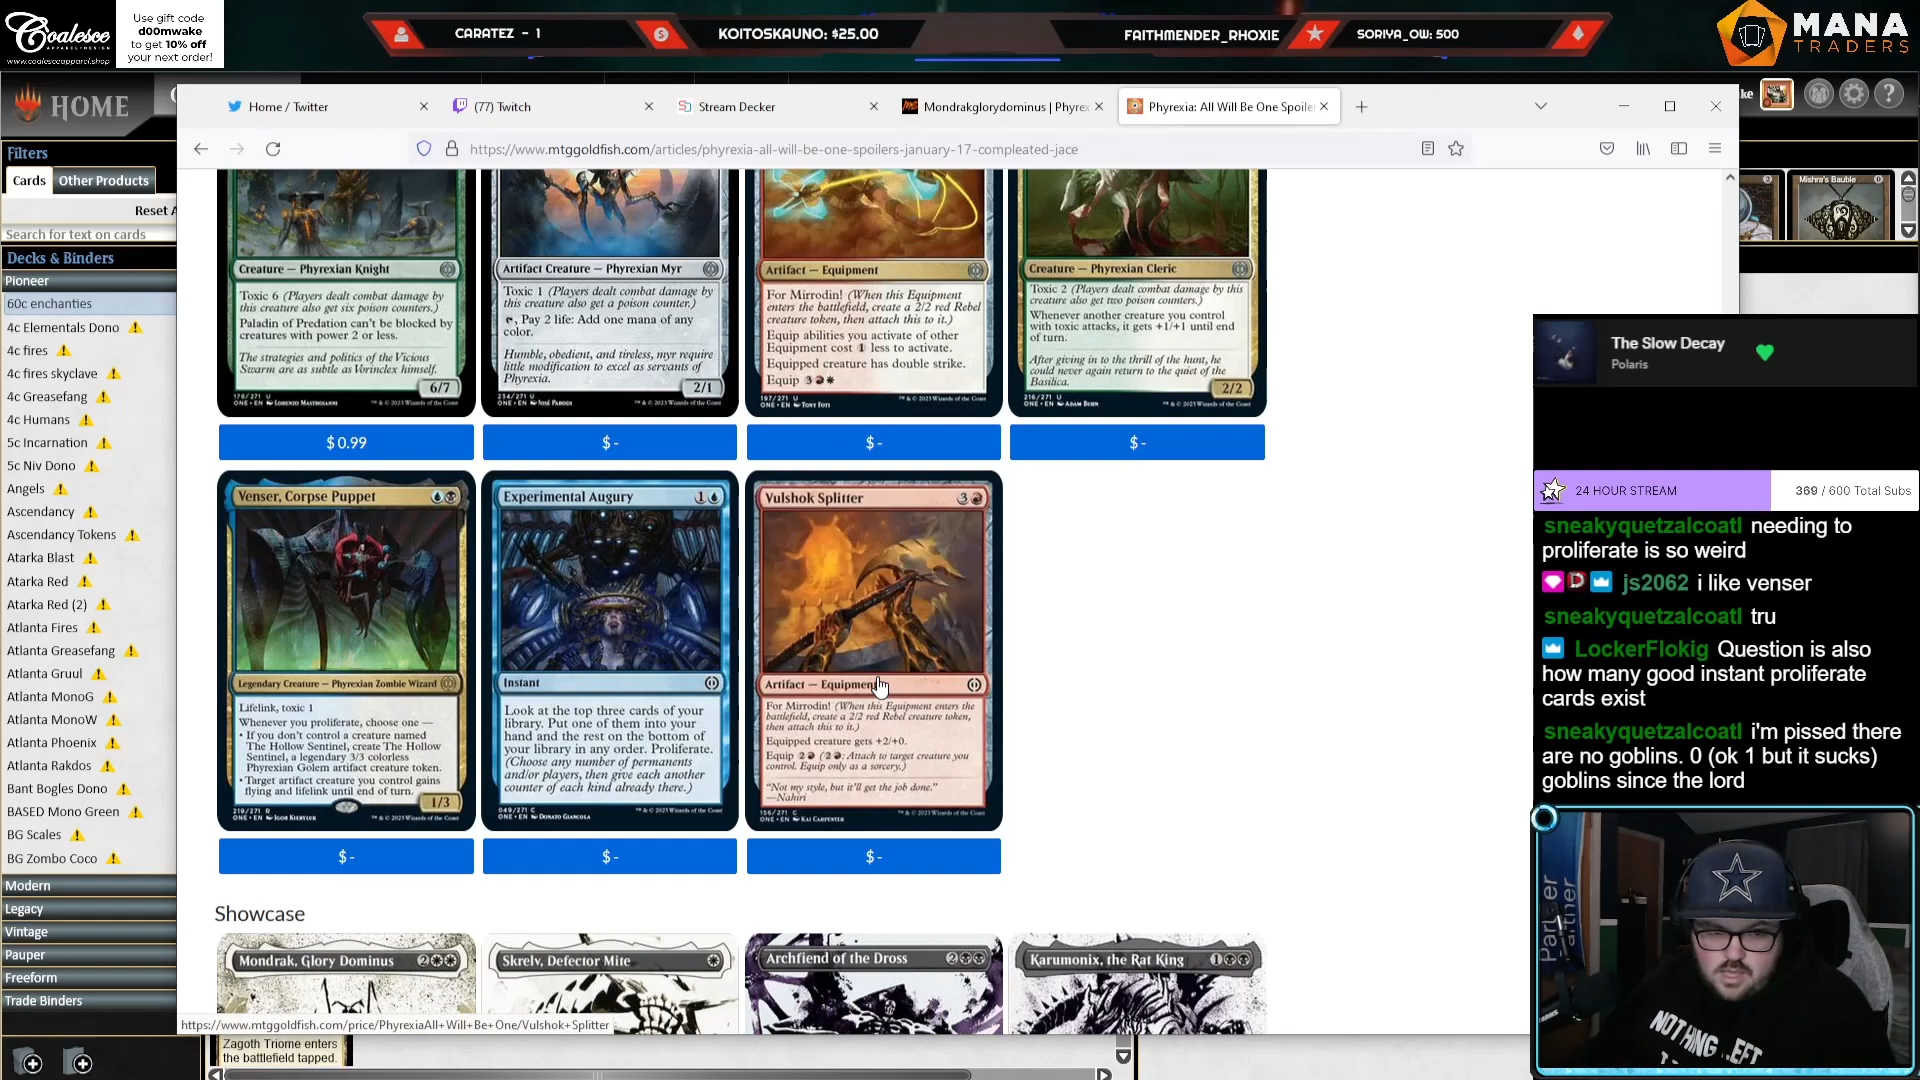 Coalesce
APPAREL + DESIGN
www.coalesceapparel.shop
Use gift code
d00mwake
to get 10% off
your next order!
CARATEZ - 1
KOITOSKAUNO: $25.00
FAITHMENDER_RHOXIE
SORIYA_OW: 500
MANA
TRADERS
HOME
Home / Twitter
(77) Twitch
Stream Decker
Mondrakglorydominus | Phyrex
Phyrexia: All Will Be One Spoile
https://www.mtggoldfish.com/articles/phyrexia-all-will-be-one-spoilers-january-17-compleated-jace
Filters
Cards
Other Products
Reset A
Search for text on cards
Decks & Binders
Pioneer
60c enchanties
4c Elementals Dono
4c fires
4c fires skyclave
4c Greasefang
4c Humans
5c Incarnation
5c Niv Dono
Angels
Ascendancy
Ascendancy Tokens
Atarka Blast
Atarka Red
Atarka Red (2)
Atlanta Fires
Atlanta Greasefang
Atlanta Gruul
Atlanta MonoG
Atlanta MonoW
Atlanta Phoenix
Atlanta Rakdos
Bant Bogles Dono
BASED Mono Green
BG Scales
BG Zombo Coco
Modern
Legacy
Vintage
Pauper
Freeform
Trade Binders
Mishra's Bauble
Creature — Phyrexian Knight
Toxic 6 (Players dealt combat damage by
this creature also get six poison counters.)
Paladin of Predation can't be blocked by
creatures with power 2 or less.
The strategies and politics of the Vicious
Swarm are as subtle as Vorinclex himself.
6/7
Artifact Creature — Phyrexian Myr
Toxic 1 (Players dealt combat damage by
this creature also get a poison counter.)
, Pay 2 life: Add one mana of any
color.
Humble, obedient, and tireless, myr require
little modification to excel as servants of
Phyrexia.
2/1
Artifact — Equipment
For Mirrodin! (When this Equipment
enters the battlefield, create a 2/2 red Rebel
creature token, then attach this to it.)
Equip abilities you activate of other
Equipment cost 1 less to activate.
Equipped creature has double strike.
Equip 3
Creature — Phyrexian Cleric
Toxic 2 (Players dealt combat damage by this
creature also get two poison counters.)
Whenever another creature you control
with toxic attacks, it gets +1/+1 until end
of turn.
After giving in to the thrill of the hunt, he
could never again return to the quiet of the
Basilica.
2/2
$ 0.99
$ -
$ -
$ -
Venser, Corpse Puppet
Legendary Creature — Phyrexian Zombie Wizard
Lifelink, toxic 1
Whenever you proliferate, choose one —
• If you don't control a creature named
The Hollow Sentinel, create The Hollow
Sentinel, a legendary 3/3 colorless
Phyrexian Golem artifact creature token.
• Target artifact creature you control gains
flying and lifelink until end of turn.
1/3
Experimental Augury 1
Instant
Look at the top three cards of your
library. Put one of them into your
hand and the rest on the bottom of
your library in any order. Proliferate.
(Choose any number of permanents
and/or players, then give each another
counter of each kind already there.)
Vulshok Splitter 3
Artifact — Equipment
For Mirrodin! (When this Equipment enters the
battlefield, create a 2/2 red Rebel creature token,
then attach this to it.)
Equipped creature gets +2/+0.
Equip 2 (2 : Attach to target creature you
control. Equip only as a sorcery.)
"Not my style, but it'll get the job done."
—Nahiri
$ -
$ -
$ -
Showcase
Mondrak, Glory Dominus 2
Skrelv, Defector Mite
Archfiend of the Dross 2
Karumonix, the Rat King 1
https://www.mtggoldfish.com/price/PhyrexiaAll+Will+Be+One/Vulshok+Splitter
Zagoth Triome enters
the battlefield tapped.
The Slow Decay
Polaris
24 HOUR STREAM
369 / 600 Total Subs
sneakyquetzalcoatl needing to
proliferate is so weird
js2062 i like venser
sneakyquetzalcoatl tru
LockerFlokig Question is also
how many good instant proliferate
cards exist
sneakyquetzalcoatl i'm pissed there
are no goblins. 0 (ok 1 but it sucks)
goblins since the lord
NOTHING LEFT